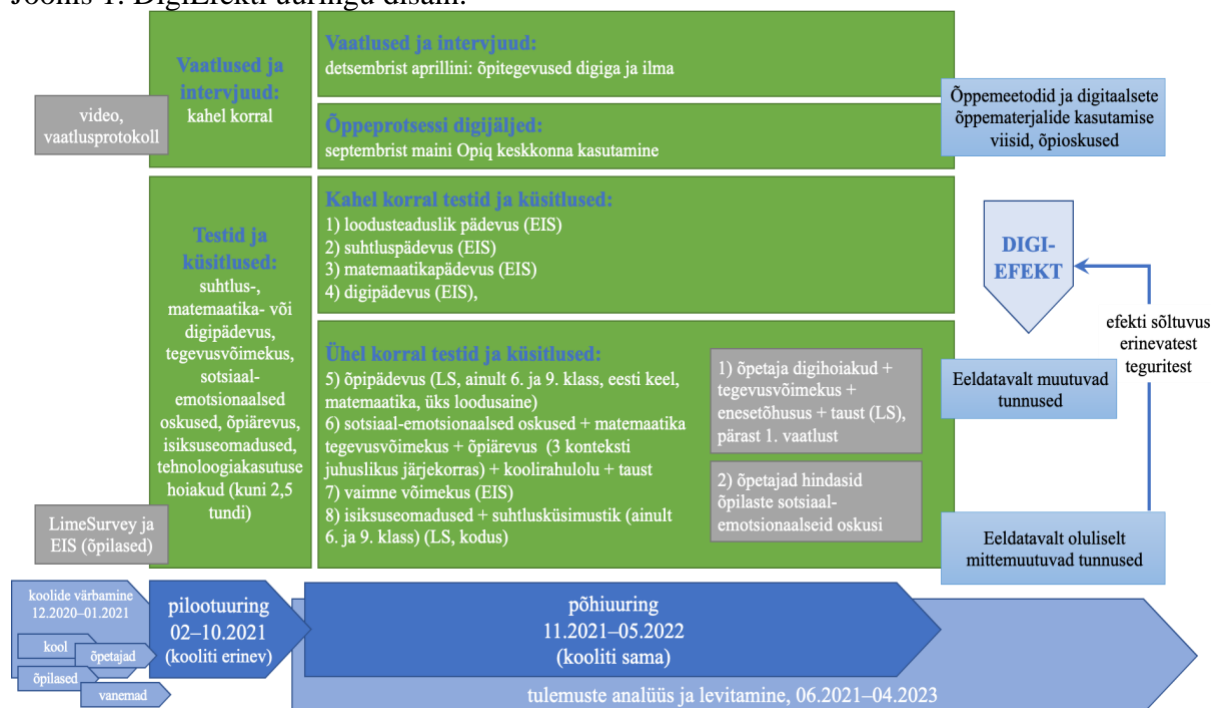 Joonis 1. DigiEfekti uuringu disain.
Vaatlused ja
intervjuud:
kahel korral
video,
vaatlusprotokoll
Vaatlused ja intervjuud:
detsembrist aprillini: õpitegevused digiga ja ilma
Õppeprotsessi digijäljed:
septembrist maini Opiq keskkonna kasutamine
Õppemeetodid ja digitaalsete
õppematerjalide kasutamise
viisid, õpioskused
Testid ja
küsitlused:
suhtlus-,
matemaatika- või
digipädevus,
tegevusvõimekus,
sotsiaal-
emotsionaalsed
oskused, õpiärevus,
isiksuseomadused,
tehnoloogiakasutuse
hoiakud (kuni 2,5
tundi)
LimeSurvey ja
EIS (õpilased)
Kahel korral testid ja küsitlused:
1) loodusteaduslik pädevus (EIS)
2) suhtluspädevus (EIS)
3) matemaatikapädevus (EIS)
4) digipädevus (EIS),
Ühel korral testid ja küsitlused:
5) õpipädevus (LS, ainult 6. ja 9. klass, eesti keel,
matemaatika, üks loodusaine)
6) sotsiaal-emotsionaalsed oskused + matemaatika
tegevusvõimekus + õpiärevus (3 konteksti
juhuslikus järjekorras) + koolirahulolu + taust
7) vaimne võimekus (EIS)
8) isiksuseomadused + suhtlusküsimustik (ainult
6. ja 9. klass) (LS, kodus)
1) õpetaja digihoiakud +
tegevusvõimekus +
enesetõhusus + taust (LS),
pärast 1. vaatlust
2) õpetajad hindasid
õpilaste sotsiaal-
emotsionaalseid oskusi
DIGI-
EFEKT
efekti sõltuvus
erinevatest
teguritest
Eeldatavalt muutuvad
tunnused
Eeldatavalt oluliselt
mittemuutuvad tunnused
koolide värbamine
12.2020–01.2021
kool
õpetajad
õpilased
vanemad
pilootuuring
02–10.2021
(kooliti erinev)
põhiuuring
11.2021–05.2022
(kooliti sama)
tulemuste analüüs ja levitamine, 06.2021–04.2023